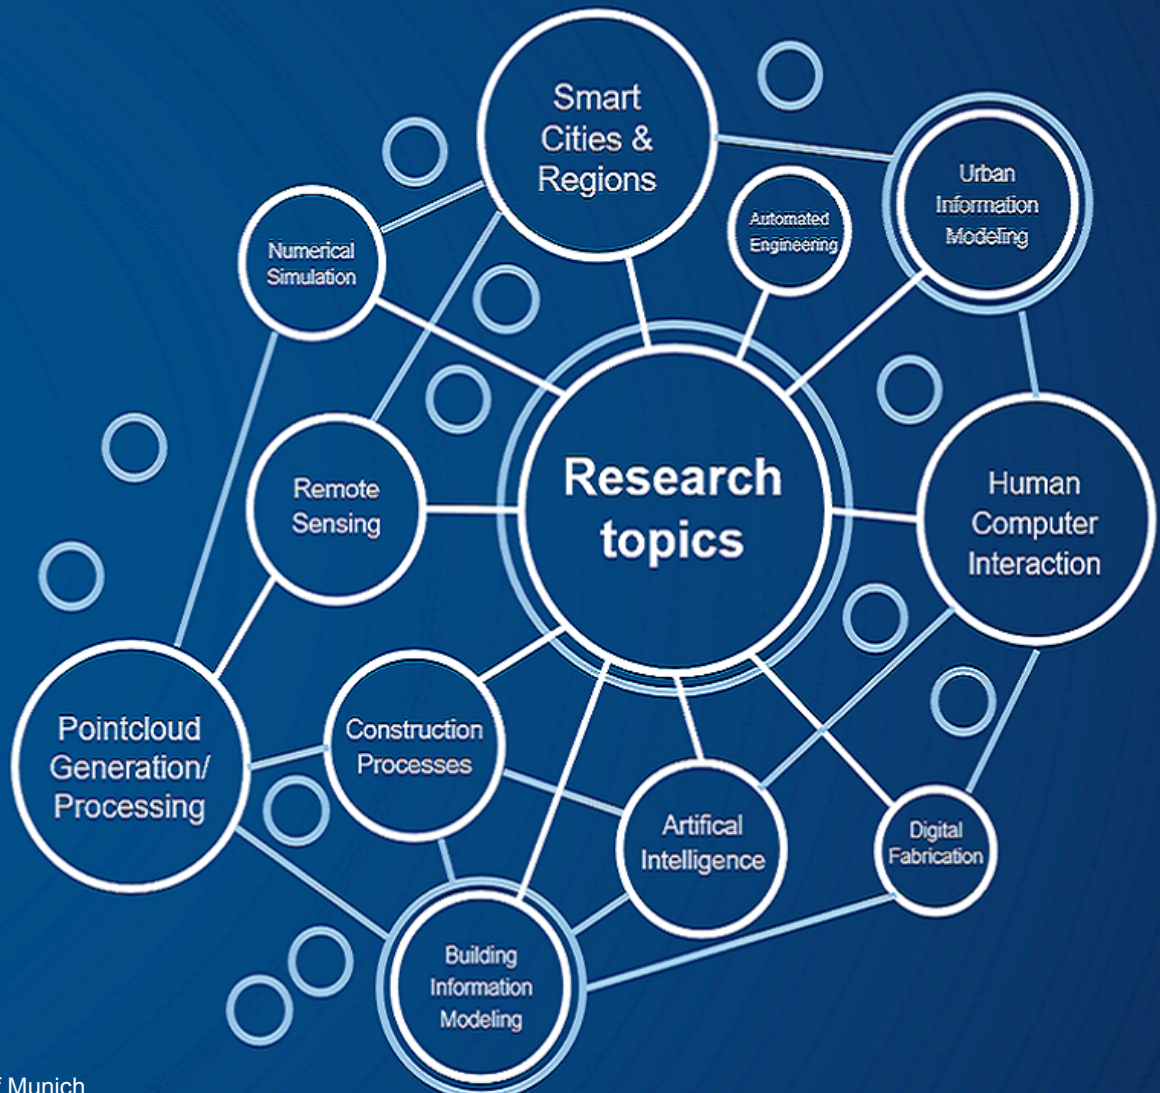 Smart
Cities &
Regions
Urban
Information
Modeling
Automated
Engineering
Numerical
Simulation
Research
topics
Human
Computer
Interaction
Remote
Sensing
Pointcloud
Generation/
Processing
Construction
Processes
Artifical
Intelligence
Digital
Fabrication
Building
Information
Modeling
Munich